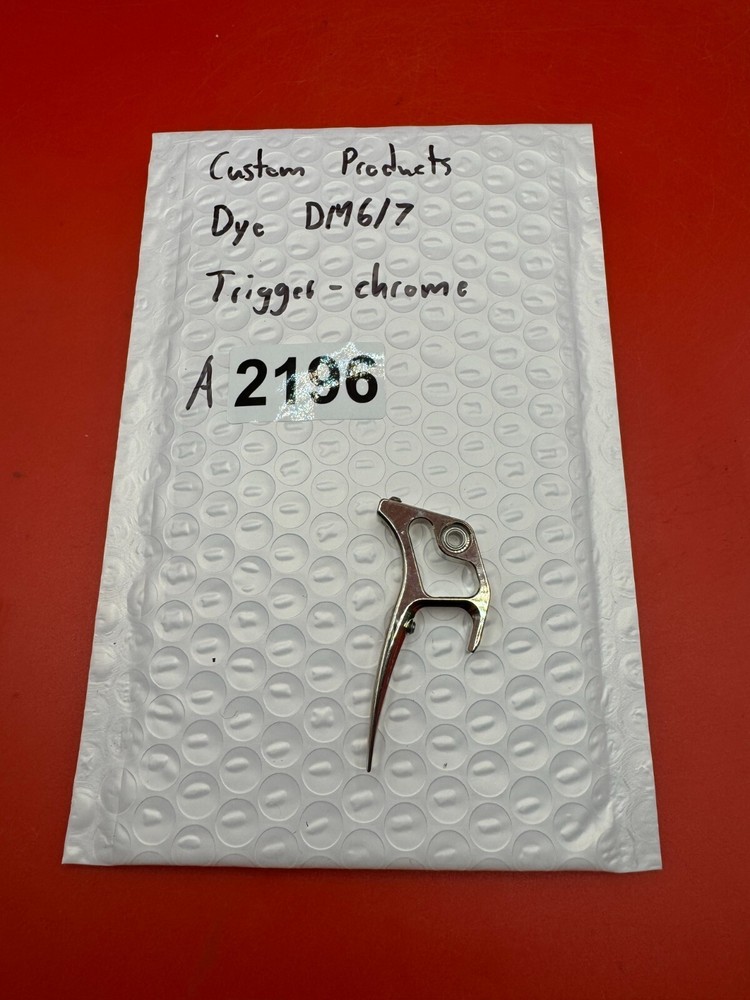 Custom Products
Dye DM6/7
Trigger - chrome
A 2196